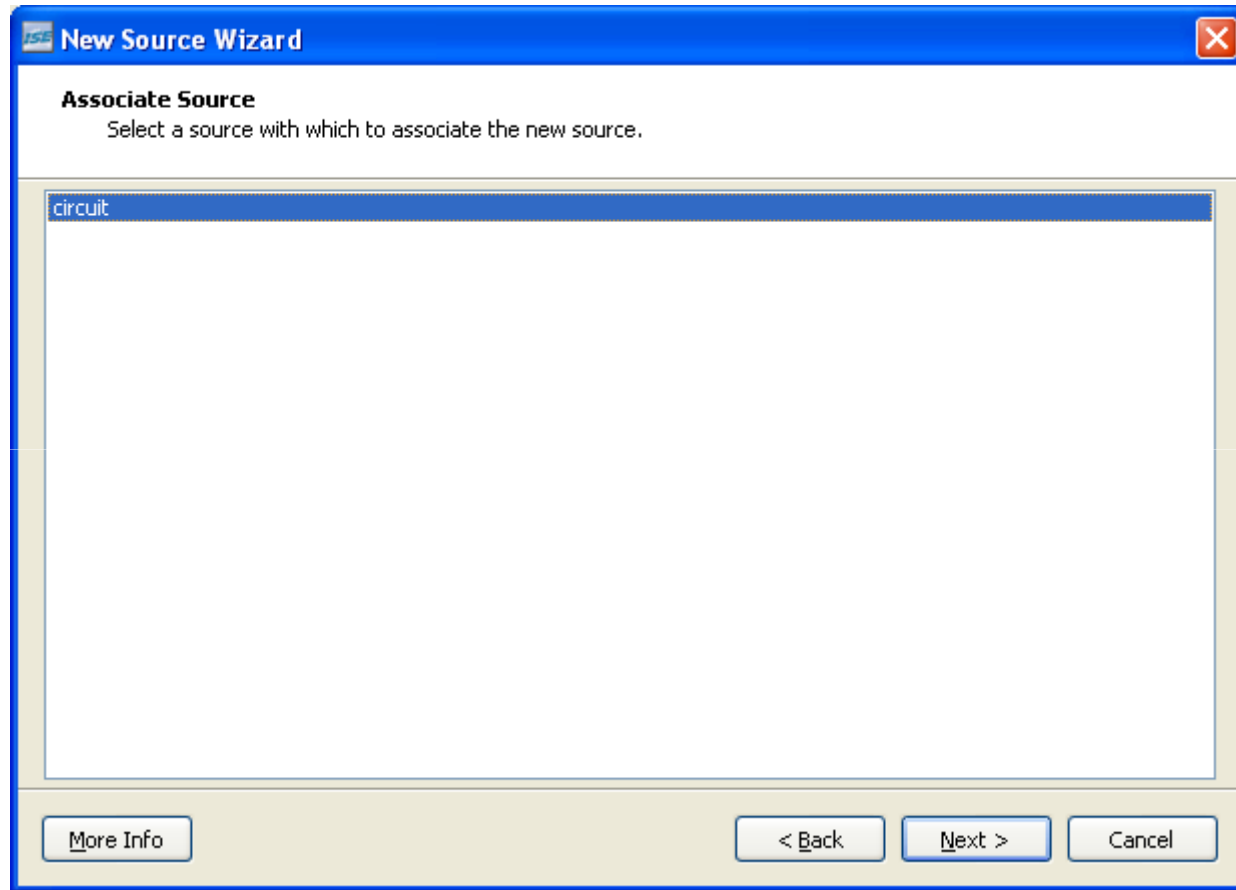 ISE New Source Wizard
Associate Source
Select a source with which to associate the new source.
circuit
More Info < Back Next > Cancel